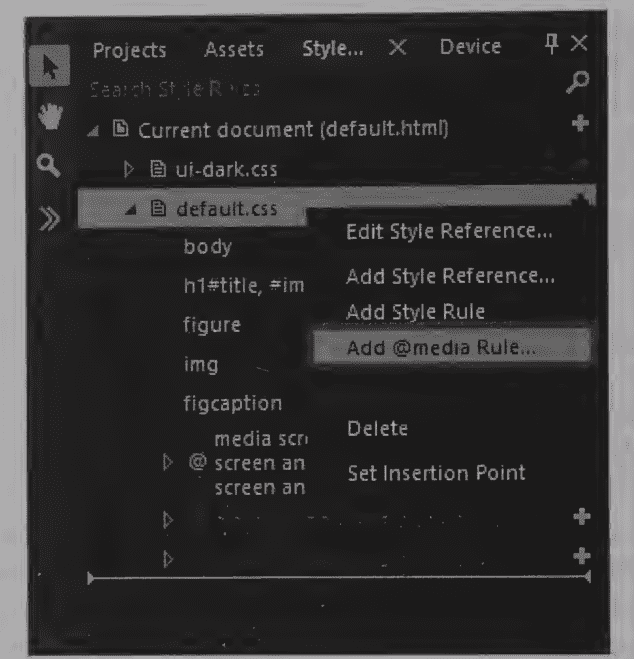 Projects Assets Style... Device
Search Style
Current document (default.html)
ui-dark.css
default.css
Edit Style Reference...
body
Add Style Reference...
h1#title, #im
Add Style Rule
figure
Add @media Rule...
img
figcaption
Delete
media scr
@ screen an
Set Insertion Point
screen an